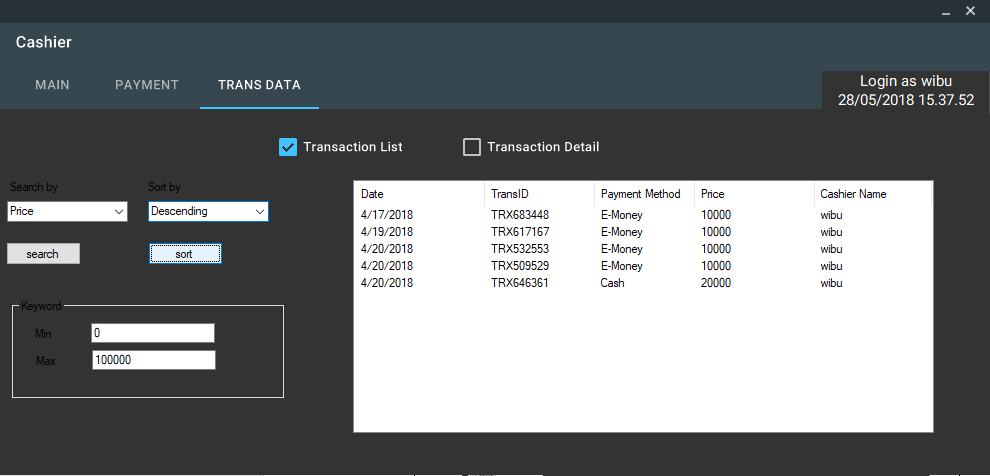 Cashier
MAIN PAYMENT TRANS DATA
Login as wibu
28/05/2018 15.37.52
Transaction List Transaction Detail
Search by Sort by
Price Descending
search sort
Keyword
Min 0
Max 100000
Date TransID Payment Method Price Cashier Name
4/17/2018 TRX683448 E-Money 10000 wibu
4/19/2018 TRX617167 E-Money 10000 wibu
4/20/2018 TRX532553 E-Money 10000 wibu
4/20/2018 TRX509529 E-Money 10000 wibu
4/20/2018 TRX646361 Cash 20000 wibu